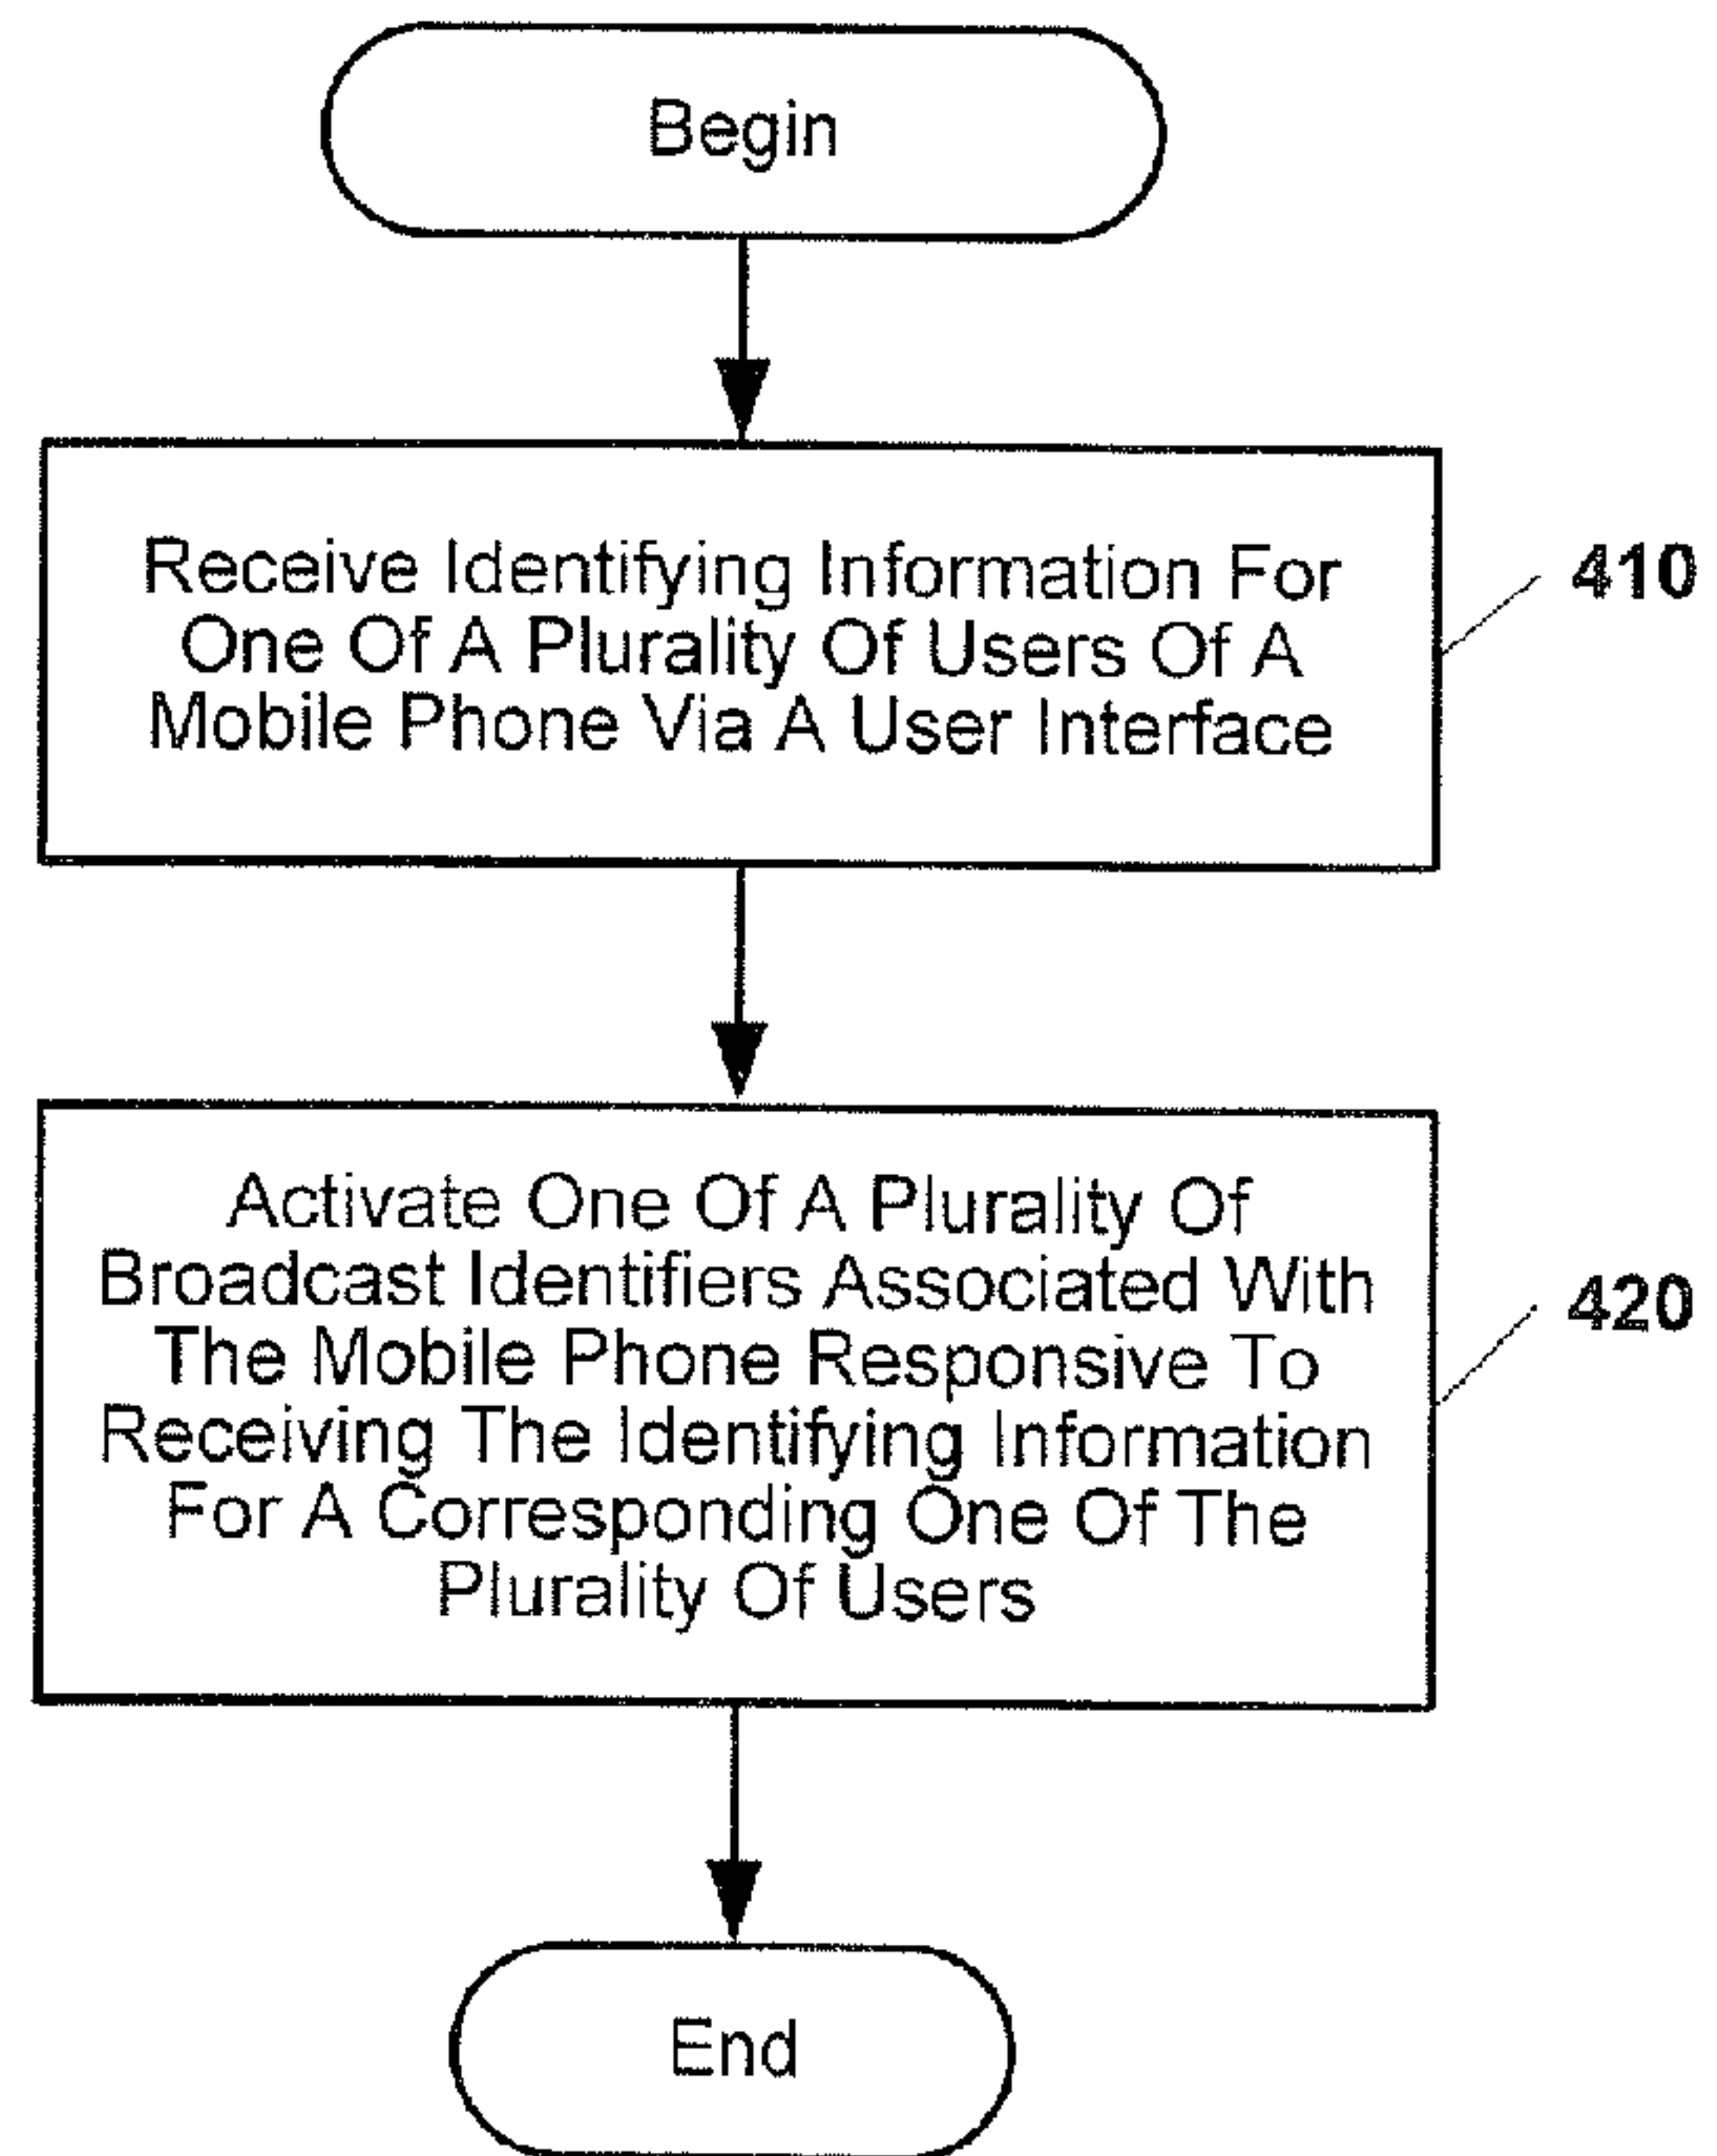 Begin
Receive Identifying Information For
One Of A Plurality Of Users Of A
Mobile Phone Via A User Interface
410
Activate One Of A Plurality Of
Broadcast Identifiers Associated With
The Mobile Phone Responsive To
Receiving The Identifying Information
For A Corresponding One Of The
Plurality Of Users
420
End